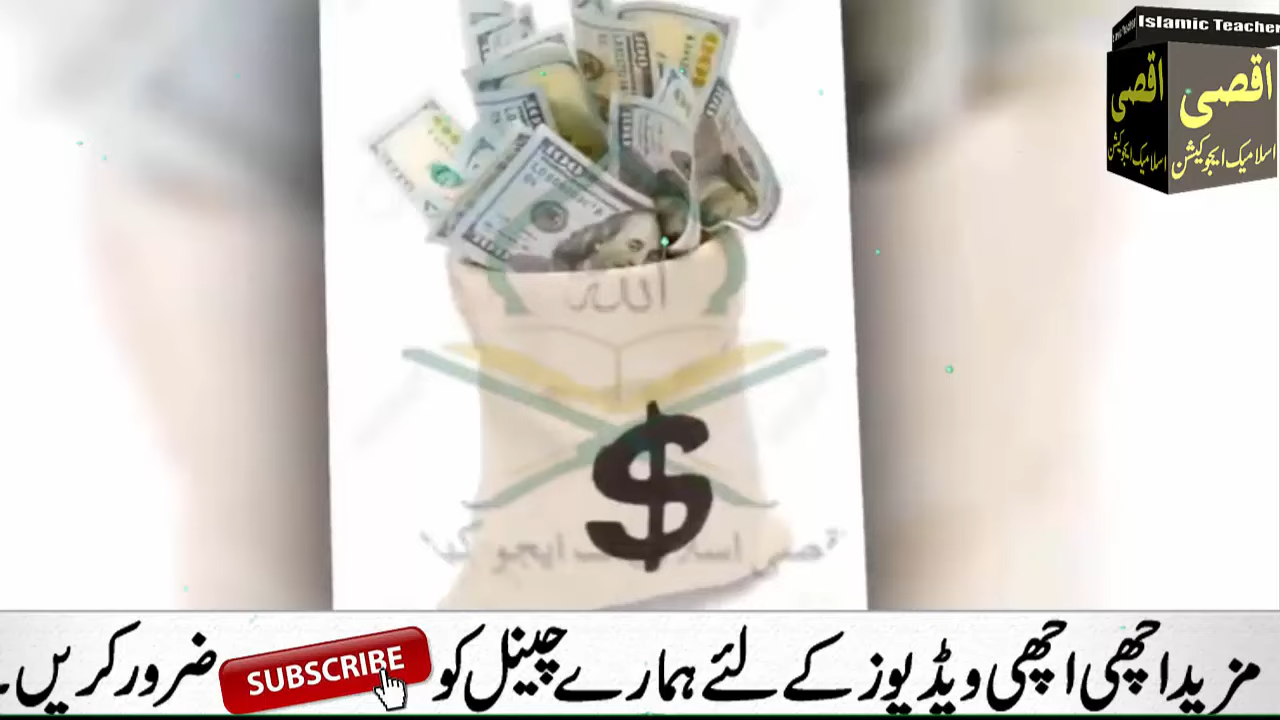 Islamic Teacher
اقصی
اسلامیک ایجوکیشن
اقصی
اسلامیک ایجوکیشن
100
اللہ
$
مزید اچھی اچھی ویڈیوز کے لئے ہمارے چینل کو SUBSCRIBE ضرور کریں۔